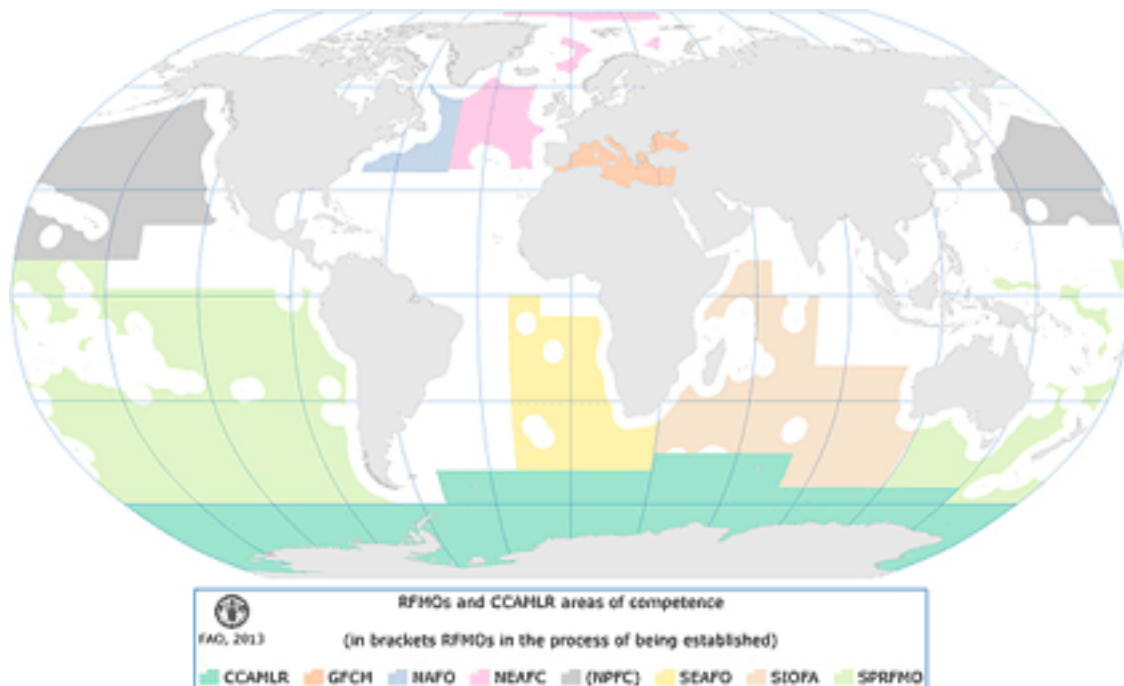 RFMOs and CCAMLR areas of competence
FAO, 2013
(in brackets RFMOs in the process of being established)
CCAMLR GFCM NAFO NEAFC (NPFC) SEAFO SIOFA SPRFMO